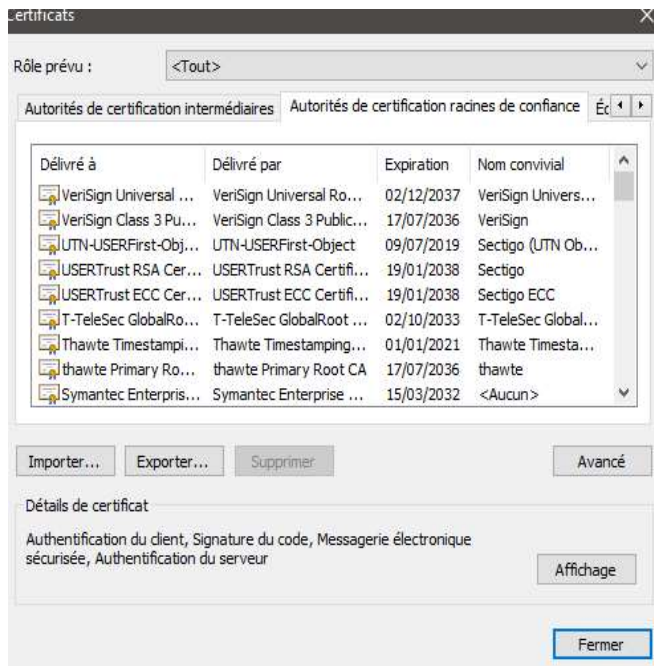 Certificats
Rôle prévu : <Tout>
Autorités de certification intermédiaires Autorités de certification racines de confiance Éc
Délivré à Délivré par Expiration Nom convivial
VeriSign Universal ... VeriSign Universal Ro... 02/12/2037 VeriSign Univers...
VeriSign Class 3 Pu... VeriSign Class 3 Public... 17/07/2036 VeriSign
UTN-USERFirst-Obj... UTN-USERFirst-Object 09/07/2019 Sectigo (UTN Ob...
USERTrust RSA Cer... USERTrust RSA Certifi... 19/01/2038 Sectigo
USERTrust ECC Cer... USERTrust ECC Certifi... 19/01/2038 Sectigo ECC
T-TeleSec GlobalRo... T-TeleSec GlobalRoot ... 02/10/2033 T-TeleSec Global...
Thawte Timestampi... Thawte Timestamping... 01/01/2021 Thawte Timesta...
thawte Primary Ro... thawte Primary Root CA 17/07/2036 thawte
Symantec Enterpris... Symantec Enterprise ... 15/03/2032 <Aucun>
Importer... Exporter... Supprimer Avancé
Détails de certificat
Authentification du client, Signature du code, Messagerie électronique
sécurisée, Authentification du serveur
Affichage
Fermer